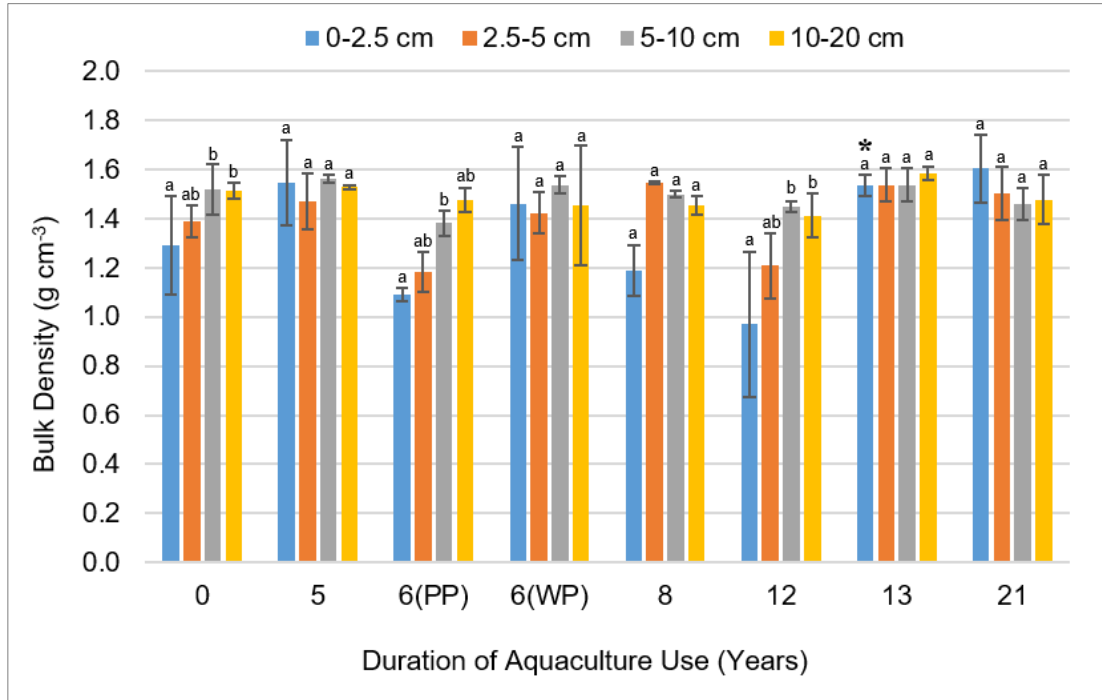 0-2.5 cm 2.5-5 cm 5-10 cm 10-20 cm
2.0
1.8
1.6
1.4
1.2
1.0
0.8
0.6
0.4
0.2
0.0
Bulk Density (g cm⁻³)
a ab b b
a a a a
a ab b ab
a a a a
a a a a
a ab b b
*
a a a a
a a a a
0 5 6(PP) 6(WP) 8 12 13 21
Duration of Aquaculture Use (Years)